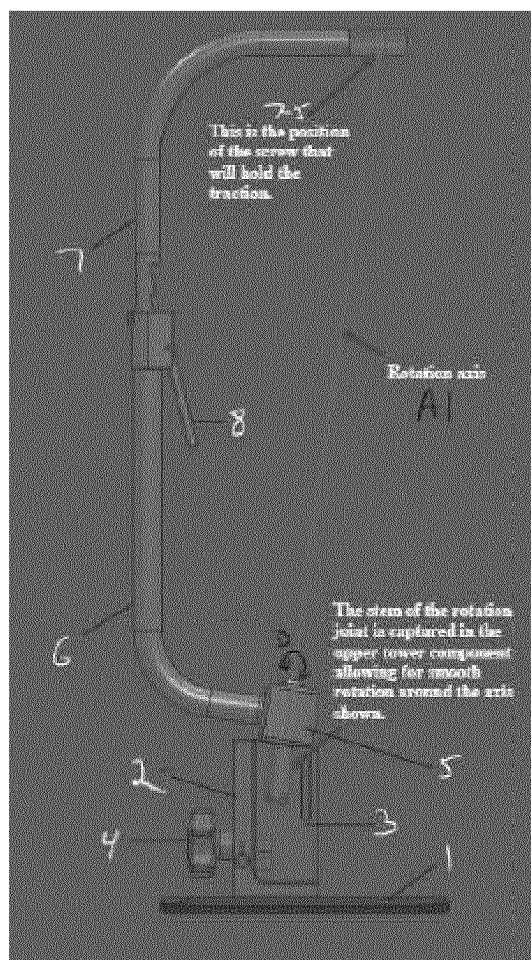 7-5
This is the position
of the screw that
will hold the
traction.
7
Rotation axis
A1
8
The stem of the rotation
joint is captured in the
upper tower component
allowing for smooth
rotation around the axis
shown.
6
5
2
3
4
1